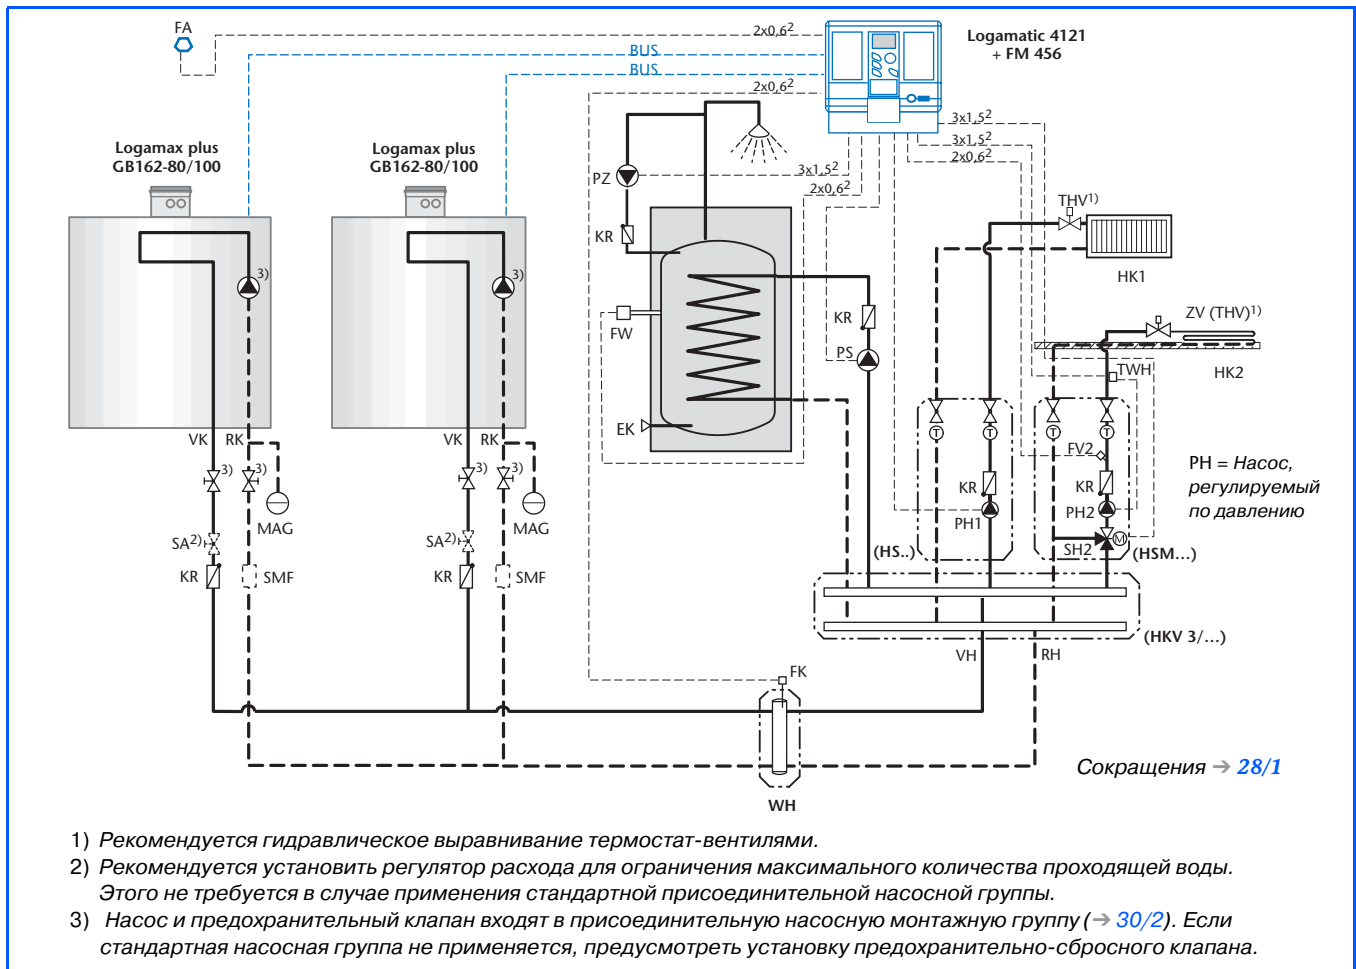 FA
2x0,6²
BUS
BUS
2x0,6²
Logamatic 4121
+ FM 456
3x1,5²
3x1,5²
2x0,6²
Logamax plus
GB162-80/100
Logamax plus
GB162-80/100
PZ
3x1,5²
2x0,6²
THV1)
KR
HK1
3)
3)
FW
KR
PS
ZV (THV)1)
TWH
HK2
EK
VK
RK
VK
RK
T
T
T
T
FV2
3)
3)
3)
3)
MAG
MAG
KR
KR
PH1
PH2
PH = Насос,
регулируемый
по давлению
SA2)
SA2)
SH2
M
(HS..)
(HSM...)
KR
SMF
KR
SMF
(HKV 3/...)
VH
RH
FK
WH
Сокращения ➔ 28/1
1) Рекомендуется гидравлическое выравнивание термостат-вентилями.
2) Рекомендуется установить регулятор расхода для ограничения максимального количества проходящей воды.
Этого не требуется в случае применения стандартной присоединительной насосной группы.
3) Насос и предохранительный клапан входят в присоединительную насосную монтажную группу (➔ 30/2). Если
стандартная насосная группа не применяется, предусмотреть установку предохранительно-сбросного клапана.